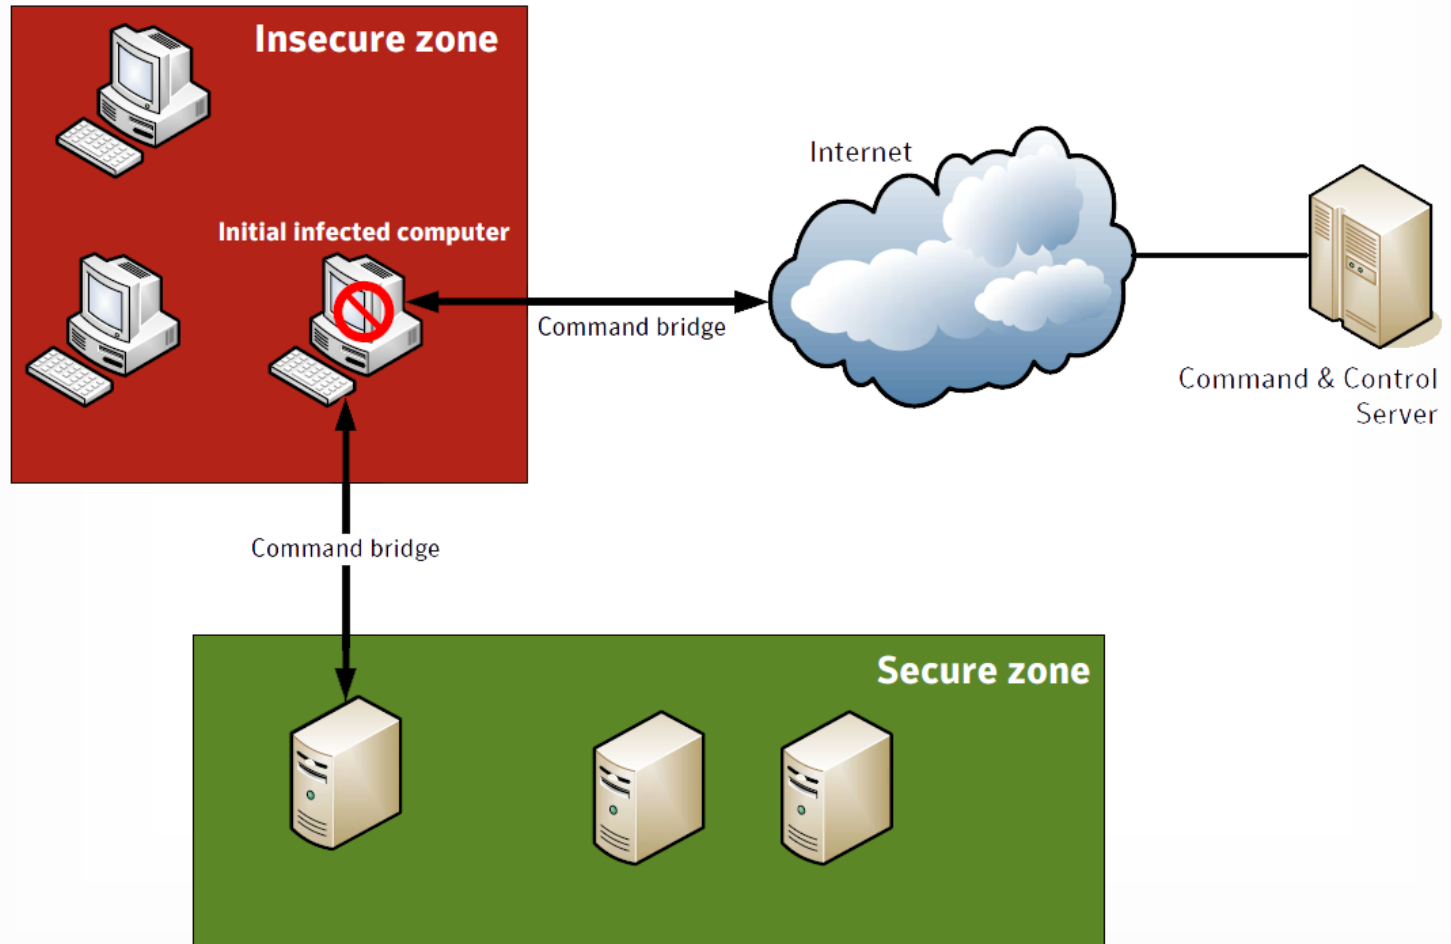 Insecure zone
Internet
Initial infected computer
Command bridge
Command & Control
Server
Command bridge
Secure zone